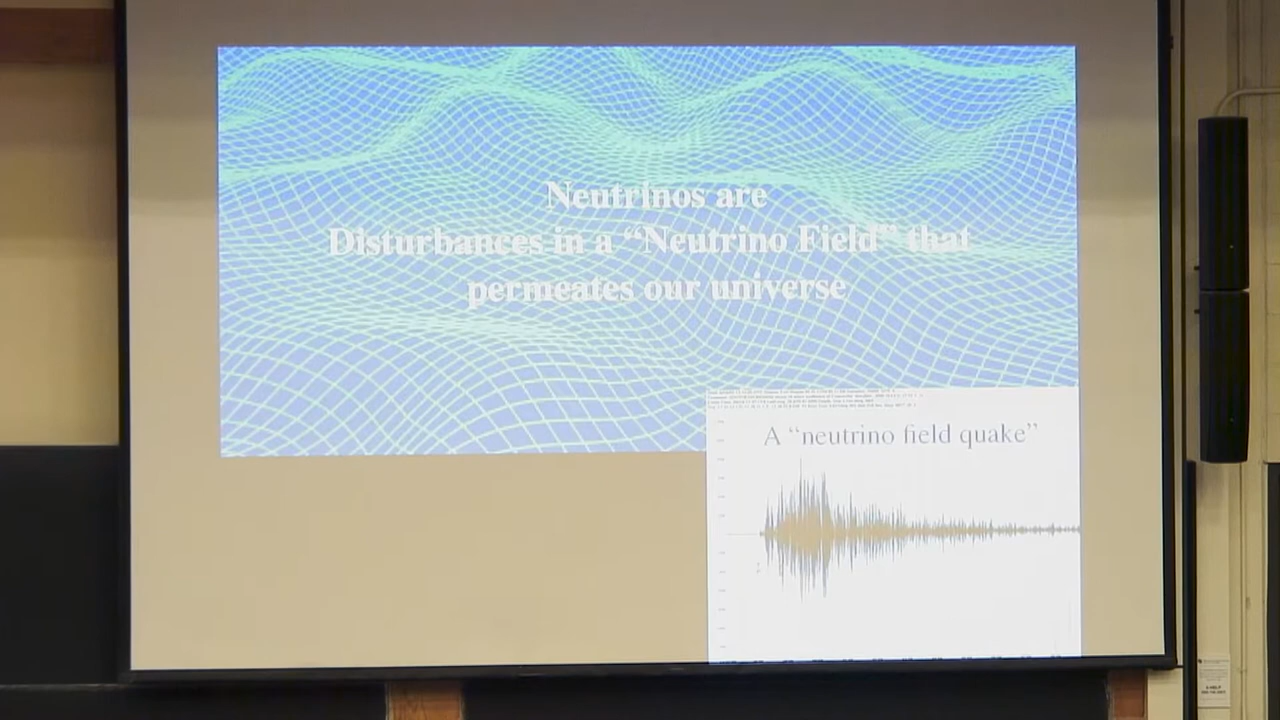 Neutrinos are
Disturbances in a “Neutrino Field” that
permeates our universe
A “neutrino field quake”